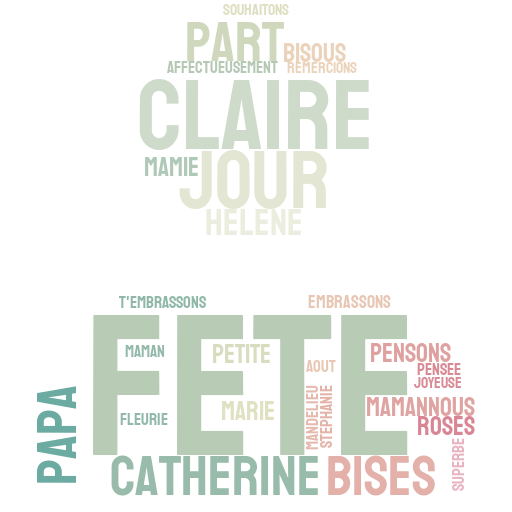 SOUHAITONS
PART
BISOUS
AFFECTUEUSEMENT
REMERCIONS
CLAIRE
MAMIE
JOUR
HELENE
T'EMBRASSONS
EMBRASSONS
FETE
MAMAN
PETITE
PENSONS
AOUT
PENSEE
JOYEUSE
PAPA
MANDELIEU
STEPHANIE
MARIE
MAMANNOUS
FLEURIE
ROSES
SUPERBE
CATHERINE
BISES